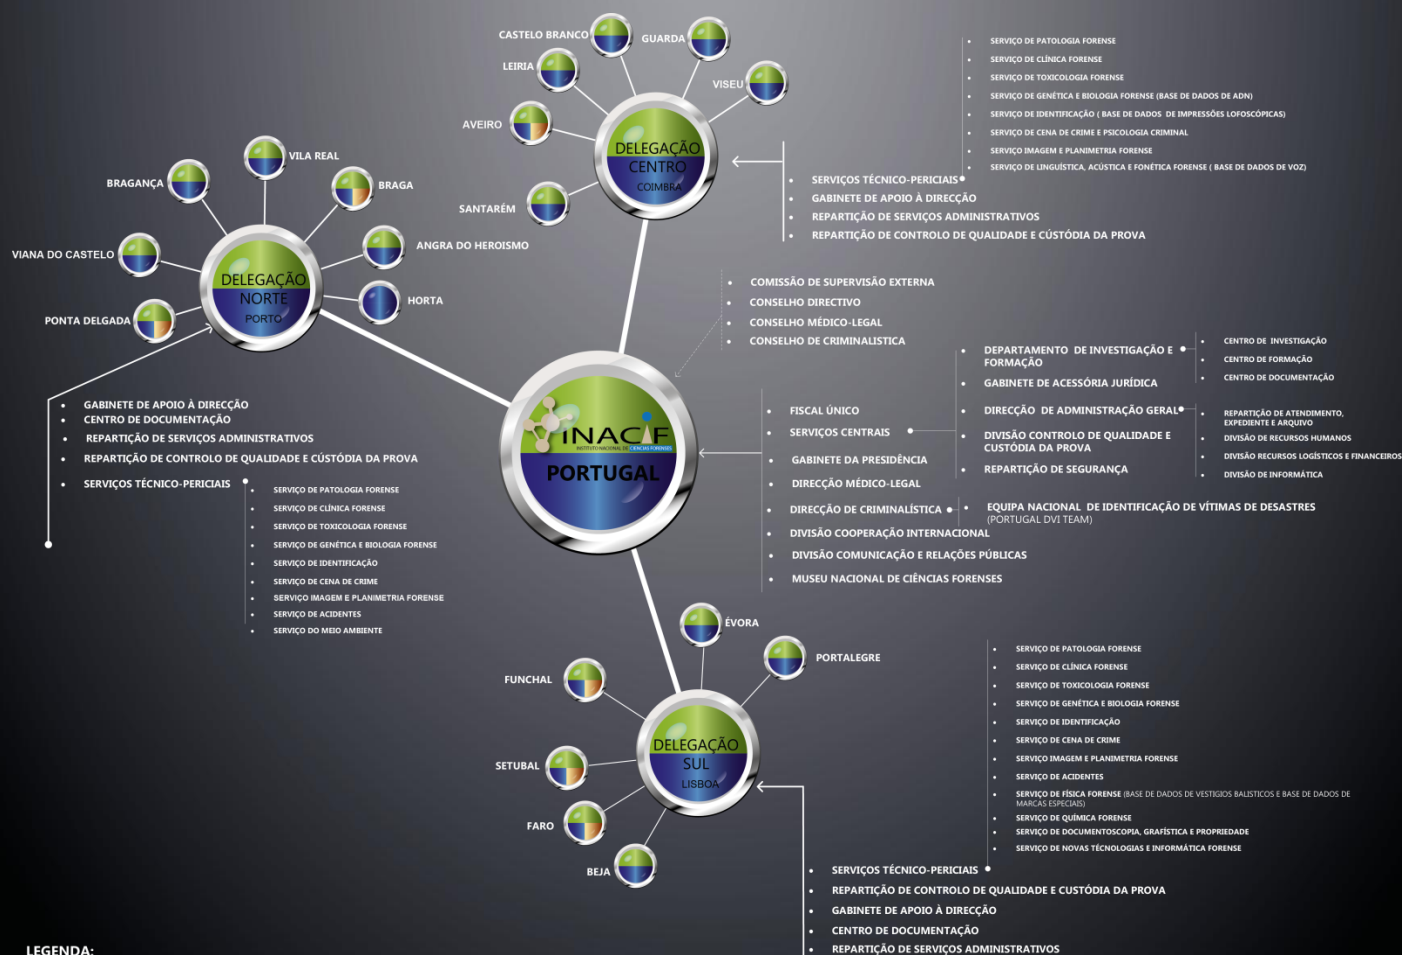 CASTELO BRANCO
GUARDA
LEIRIA
VISEU
AVEIRO
SANTARÉM
DELEGAÇÃO
CENTRO
COIMBRA
SERVIÇO DE PATOLOGIA FORENSE
SERVIÇO DE CLÍNICA FORENSE
SERVIÇO DE TOXICOLOGIA FORENSE
SERVIÇO DE GENÉTICA E BIOLOGIA FORENSE (BASE DE DADOS DE ADN)
SERVIÇO DE IDENTIFICAÇÃO ( BASE DE DADOS DE IMPRESSÕES LOFOSCÓPICAS)
SERVIÇO DE CENA DE CRIME E PSICOLOGIA CRIMINAL
SERVIÇO IMAGEM E PLANIMETRIA FORENSE
SERVIÇO DE LINGUÍSTICA, ACÚSTICA E FONÉTICA FORENSE ( BASE DE DADOS DE VOZ)
SERVIÇOS TÉCNICO-PERICIAIS
GABINETE DE APOIO À DIRECÇÃO
REPARTIÇÃO DE SERVIÇOS ADMINISTRATIVOS
REPARTIÇÃO DE CONTROLO DE QUALIDADE E CÚSTÓDIA DA PROVA
VILA REAL
BRAGANÇA
BRAGA
ANGRA DO HEROISMO
VIANA DO CASTELO
HORTA
PONTA DELGADA
DELEGAÇÃO
NORTE
PORTO
GABINETE DE APOIO À DIRECÇÃO
CENTRO DE DOCUMENTAÇÃO
REPARTIÇÃO DE SERVIÇOS ADMINISTRATIVOS
REPARTIÇÃO DE CONTROLO DE QUALIDADE E CÚSTÓDIA DA PROVA
SERVIÇOS TÉCNICO-PERICIAIS
SERVIÇO DE PATOLOGIA FORENSE
SERVIÇO DE CLÍNICA FORENSE
SERVIÇO DE TOXICOLOGIA FORENSE
SERVIÇO DE GENÉTICA E BIOLOGIA FORENSE
SERVIÇO DE IDENTIFICAÇÃO
SERVIÇO DE CENA DE CRIME
SERVIÇO IMAGEM E PLANIMETRIA FORENSE
SERVIÇO DE ACIDENTES
SERVIÇO DO MEIO AMBIENTE
COMISSÃO DE SUPERVISÃO EXTERNA
CONSELHO DIRECTIVO
CONSELHO MÉDICO-LEGAL
CONSELHO DE CRIMINALISTICA
INACIF
INSTITUTO NACIONAL DE CIÊNCIAS FORENSES
PORTUGAL
FISCAL ÚNICO
SERVIÇOS CENTRAIS
GABINETE DA PRESIDÊNCIA
DIRECÇÃO MÉDICO-LEGAL
DIRECÇÃO DE CRIMINALÍSTICA
DIVISÃO COOPERAÇÃO INTERNACIONAL
DIVISÃO COMUNICAÇÃO E RELAÇÕES PÚBLICAS
MUSEU NACIONAL DE CIÊNCIAS FORENSES
DEPARTAMENTO DE INVESTIGAÇÃO E
FORMAÇÃO
GABINETE DE ACESSÓRIA JURÍDICA
DIRECÇÃO DE ADMINISTRAÇÃO GERAL
DIVISÃO CONTROLO DE QUALIDADE E
CUSTÓDIA DA PROVA
REPARTIÇÃO DE SEGURANÇA
CENTRO DE INVESTIGAÇÃO
CENTRO DE FORMAÇÃO
CENTRO DE DOCUMENTAÇÃO
REPARTIÇÃO DE ATENDIMENTO,
EXPEDIENTE E ARQUIVO
DIVISÃO DE RECURSOS HUMANOS
DIVISÃO RECURSOS LOGÍSTICOS E FINANCEIROS
DIVISÃO DE INFORMÁTICA
EQUIPA NACIONAL DE IDENTIFICAÇÃO DE VÍTIMAS DE DESASTRES
(PORTUGAL DVI TEAM)
ÉVORA
PORTALEGRE
FUNCHAL
SETUBAL
FARO
BEJA
DELEGAÇÃO
SUL
LISBOA
SERVIÇO DE PATOLOGIA FORENSE
SERVIÇO DE CLÍNICA FORENSE
SERVIÇO DE TOXICOLOGIA FORENSE
SERVIÇO DE GENÉTICA E BIOLOGIA FORENSE
SERVIÇO DE IDENTIFICAÇÃO
SERVIÇO DE CENA DE CRIME
SERVIÇO IMAGEM E PLANIMETRIA FORENSE
SERVIÇO DE ACIDENTES
SERVIÇO DE FÍSICA FORENSE (BASE DE DADOS DE VESTIGIOS BALISTICOS E BASE DE DADOS DE
MARCAS ESPECIAIS)
SERVIÇO DE QUÍMICA FORENSE
SERVIÇO DE DOCUMENTOSCOPIA, GRAFÍSTICA E PROPRIEDADE
SERVIÇO DE NOVAS TÉCNOLOGIAS E INFORMÁTICA FORENSE
SERVIÇOS TÉCNICO-PERICIAIS
REPARTIÇÃO DE CONTROLO DE QUALIDADE E CUSTÓDIA DA PROVA
GABINETE DE APOIO À DIRECÇÃO
CENTRO DE DOCUMENTAÇÃO
REPARTIÇÃO DE SERVIÇOS ADMINISTRATIVOS
LEGENDA: